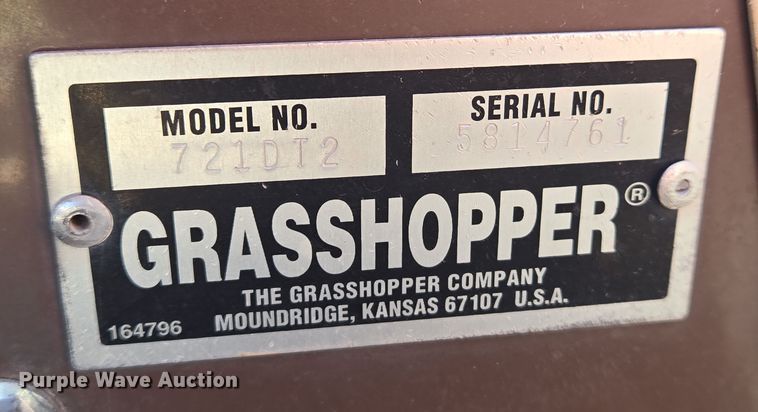 MODEL NO.
721DT2
SERIAL NO.
5814761
GRASSHOPPER®
THE GRASSHOPPER COMPANY
MOUNDRIDGE, KANSAS 67107 U.S.A.
164796
Purple Wave Auction